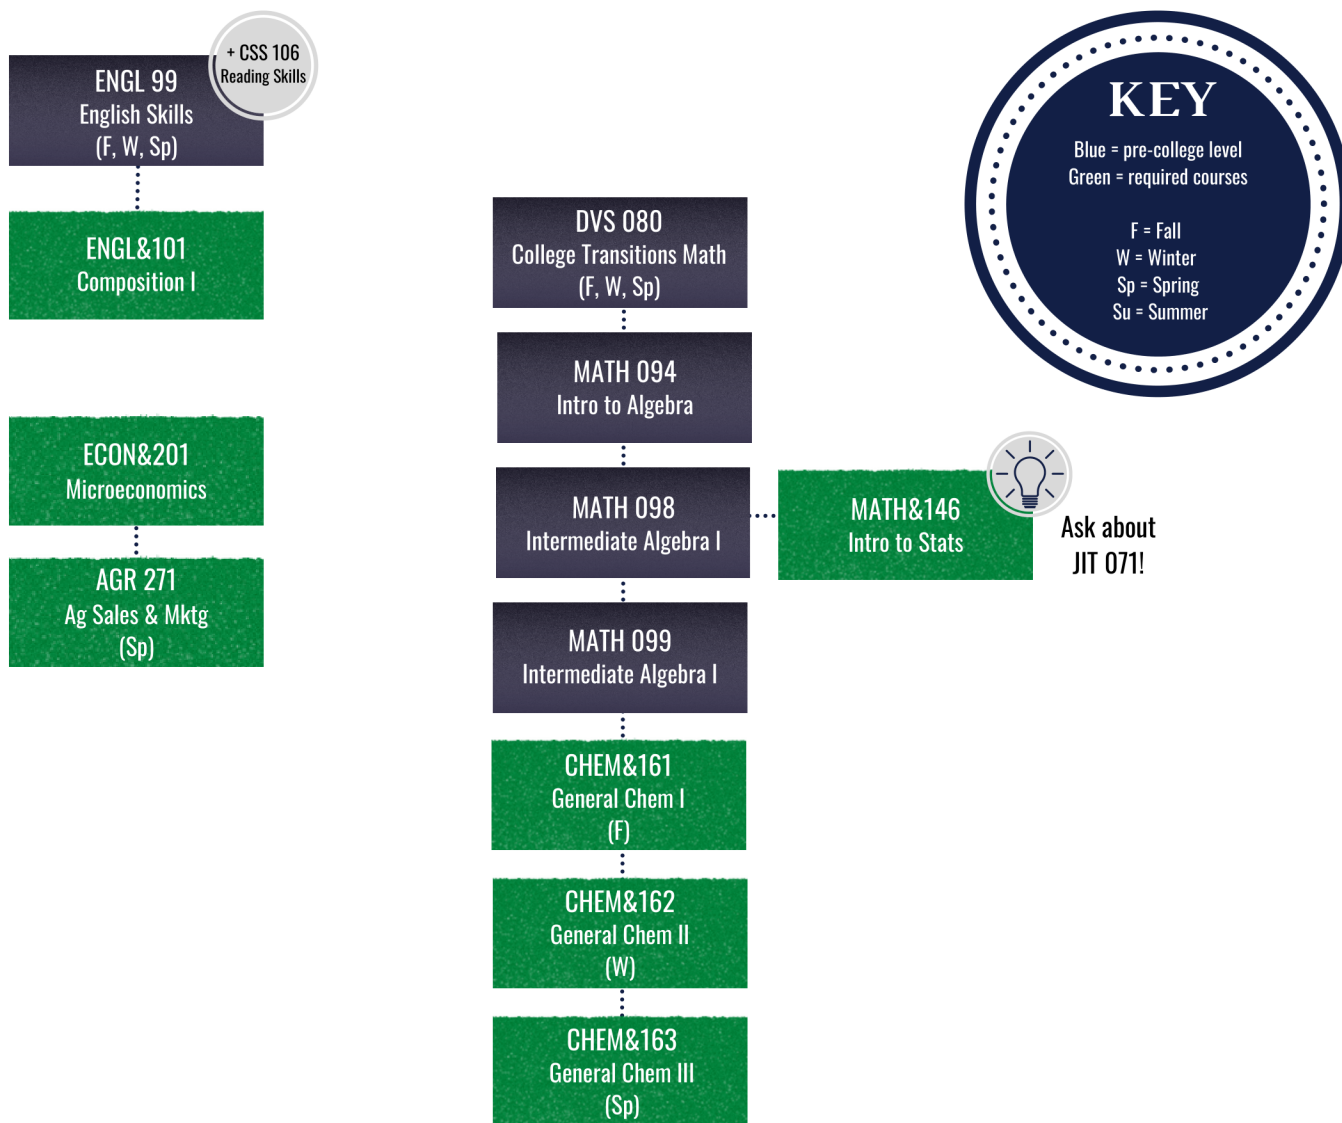 + CSS 106
Reading Skills
ENGL 99
English Skills
(F, W, Sp)
ENGL&101
Composition I
ECON&201
Microeconomics
AGR 271
Ag Sales & Mktg
(Sp)
DVS 080
College Transitions Math
(F, W, Sp)
MATH 094
Intro to Algebra
MATH 098
Intermediate Algebra I
MATH 099
Intermediate Algebra I
CHEM&161
General Chem I
(F)
CHEM&162
General Chem II
(W)
CHEM&163
General Chem III
(Sp)
MATH&146
Intro to Stats
Ask about
JIT 071!
KEY
Blue = pre-college level
Green = required courses
F = Fall
W = Winter
Sp = Spring
Su = Summer